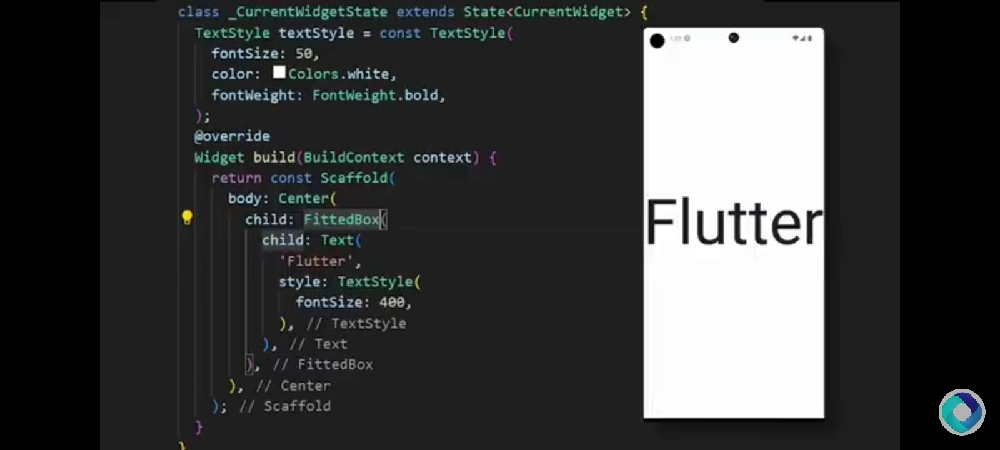 class _CurrentWidgetState extends State<CurrentWidget> {
TextStyle textStyle = const TextStyle(
fontSize: 50,
color: Colors.white,
fontWeight: FontWeight.bold,
);
@override
Widget build(BuildContext context) {
return const Scaffold(
body: Center(
child: FittedBox(
child: Text(
'Flutter',
style: TextStyle(
fontSize: 400,
), // TextStyle
), // Text
), // FittedBox
), // Center
); // Scaffold
}
}
Flutter